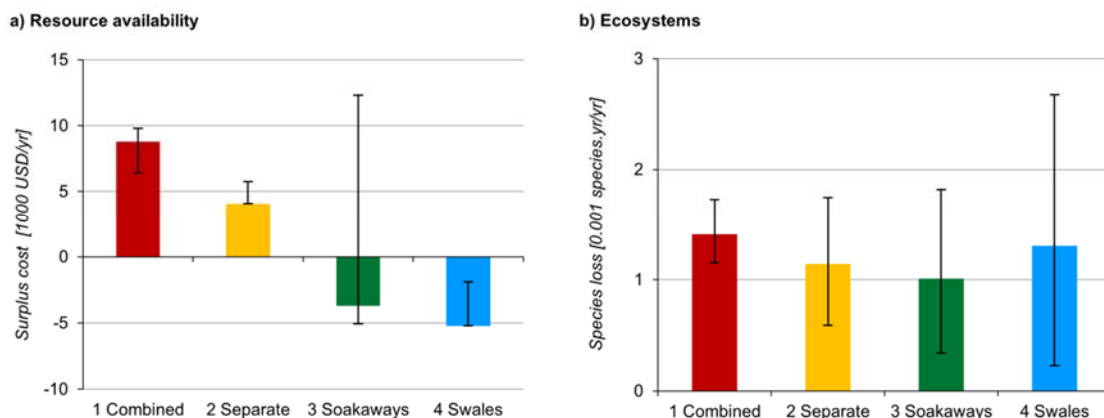 a) Resource availability
Surplus cost [1000 USD/yr]
15
10
5
0
-5
-10
1 Combined 2 Separate 3 Soakaways 4 Swales
b) Ecosystems
Species loss [0.001 species.yr/yr]
3
2
1
0
1 Combined 2 Separate 3 Soakaways 4 Swales